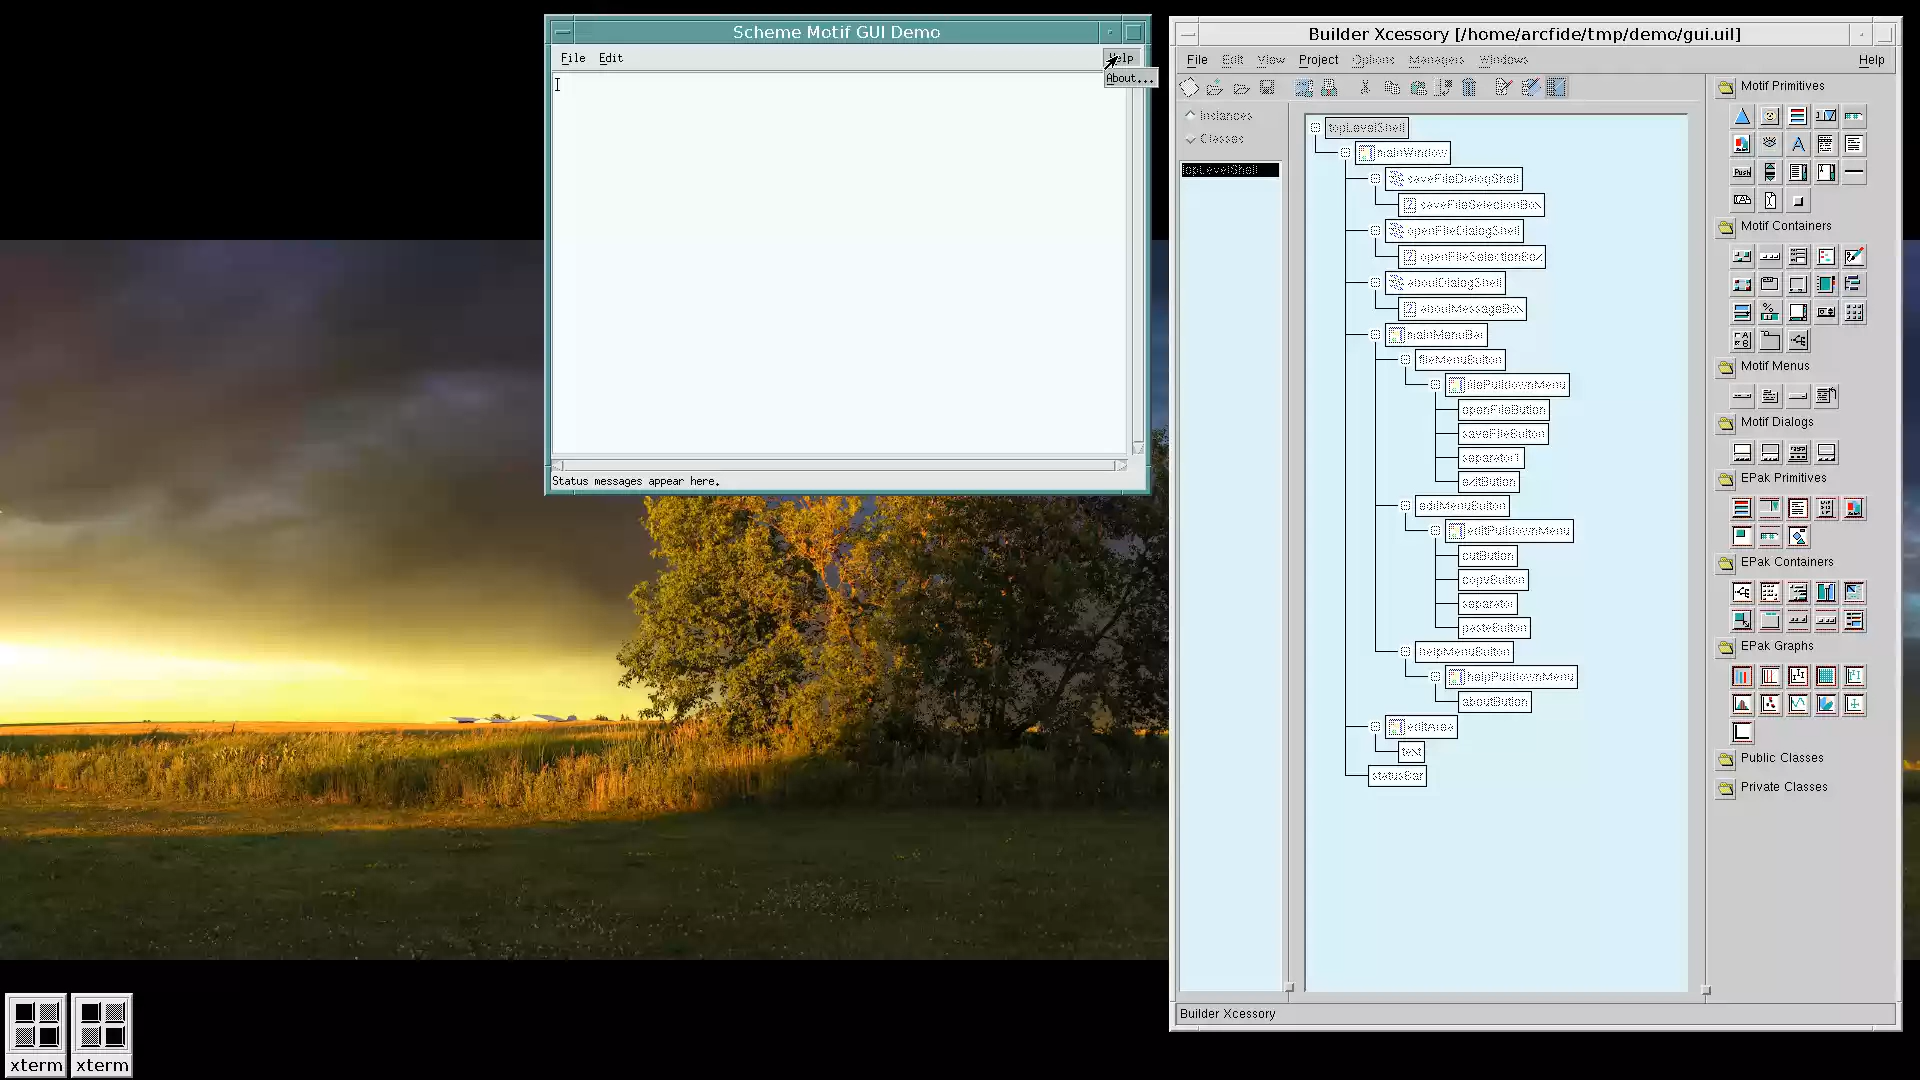 Scheme Motif GUI Demo
File Edit Help
About...
Status messages appear here.
Builder Xcessory [/home/arcfide/tmp/demo/gui.uil]
File Edit View Project Options Managers Windows Help
Instances
Classes
topLevelShell
topLevelShell
mainWindow
saveFileDialogShell
saveFileSelectionBox
openFileDialogShell
openFileSelectionBox
aboutDialogShell
aboutMessageBox
mainMenuBar
fileMenuButton
filePulldownMenu
openFileButton
saveFileButton
separator1
exitButton
editMenuButton
editPulldownMenu
cutButton
copyButton
separator
pasteButton
helpMenuButton
helpPulldownMenu
aboutButton
editArea
text
statusBar
Motif Primitives
Push
Motif Containers
Motif Menus
Motif Dialogs
EPak Primitives
EPak Containers
EPak Graphs
Public Classes
Private Classes
Builder Xcessory
xterm xterm